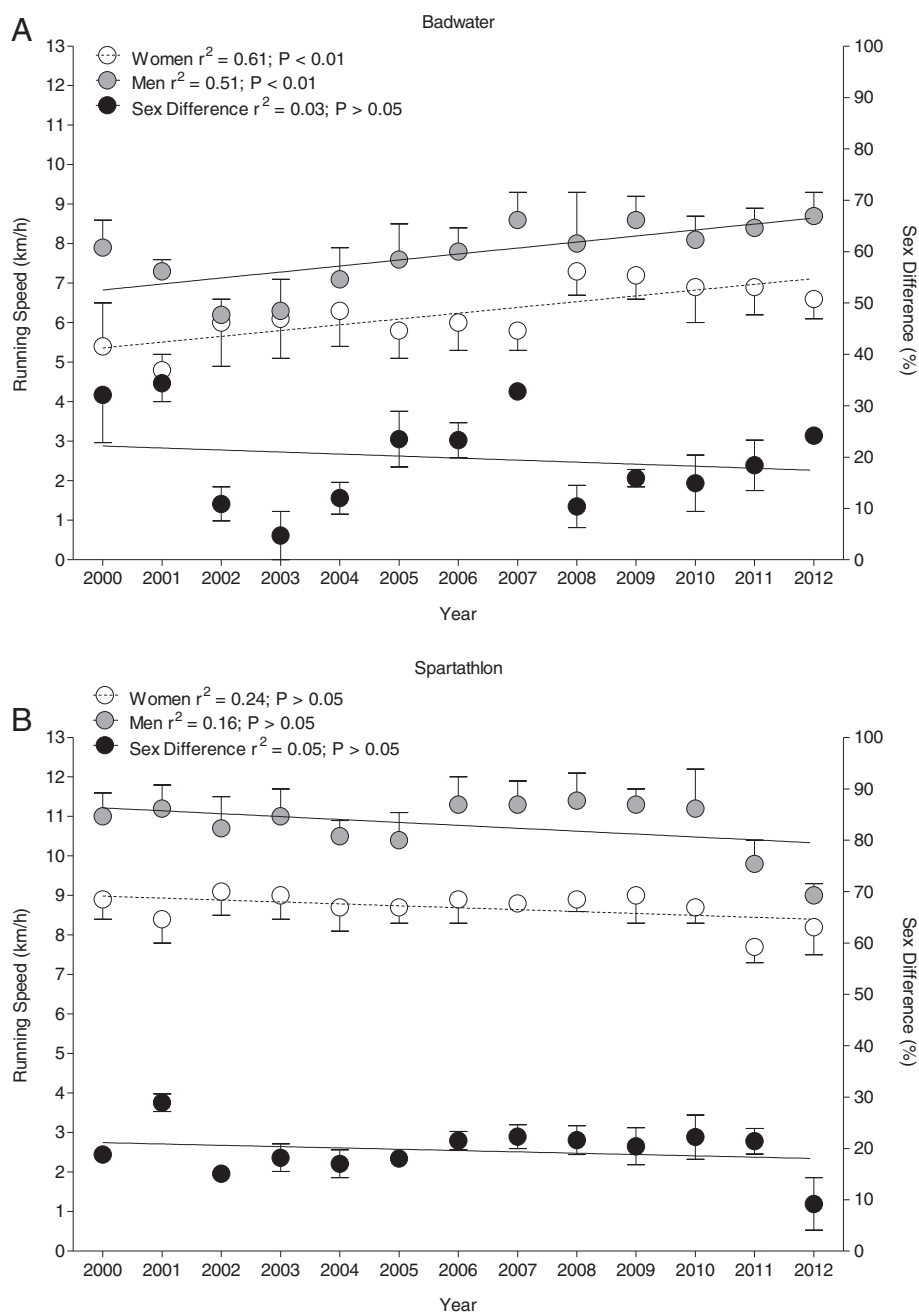 Badwater
A
Women r² = 0.61; P < 0.01
Men r² = 0.51; P < 0.01
Sex Difference r² = 0.03; P > 0.05
13
12
11
10
9
8
7
6
5
4
3
2
1
0
Running Speed (km/h)
100
90
80
70
60
50
40
30
20
10
0
Sex Difference (%)
2000 2001 2002 2003 2004 2005 2006 2007 2008 2009 2010 2011 2012
Year
Spartathlon
B
Women r² = 0.24; P > 0.05
Men r² = 0.16; P > 0.05
Sex Difference r² = 0.05; P > 0.05
13
12
11
10
9
8
7
6
5
4
3
2
1
0
Running Speed (km/h)
100
90
80
70
60
50
40
30
20
10
0
Sex Difference (%)
2000 2001 2002 2003 2004 2005 2006 2007 2008 2009 2010 2011 2012
Year